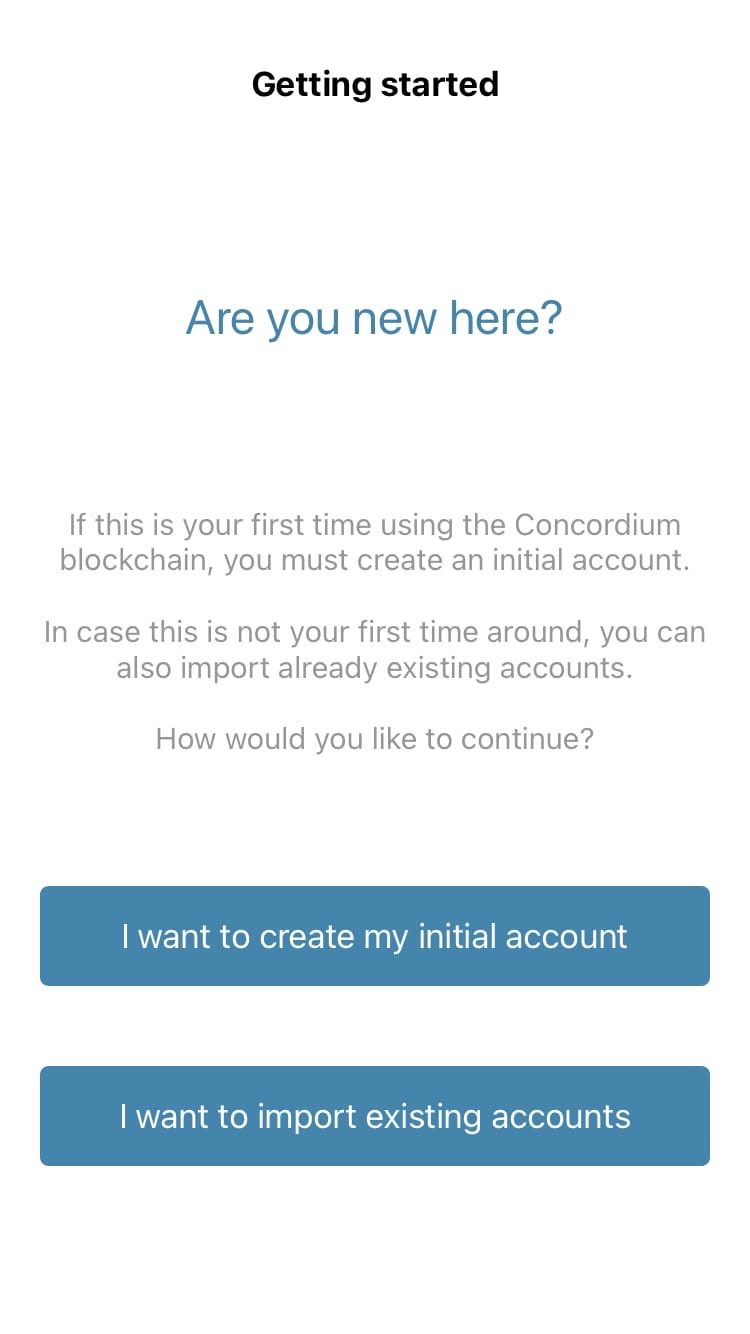 Getting started
Are you new here?
If this is your first time using the Concordium
blockchain, you must create an initial account.
In case this is not your first time around, you can
also import already existing accounts.
How would you like to continue?
I want to create my initial account
I want to import existing accounts